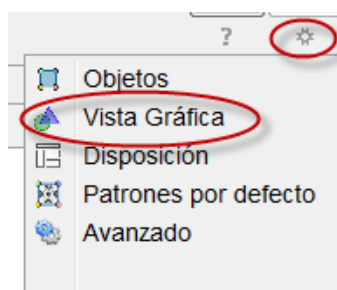 ?
Objetos
Vista Gráfica
Disposición
Patrones por defecto
Avanzado